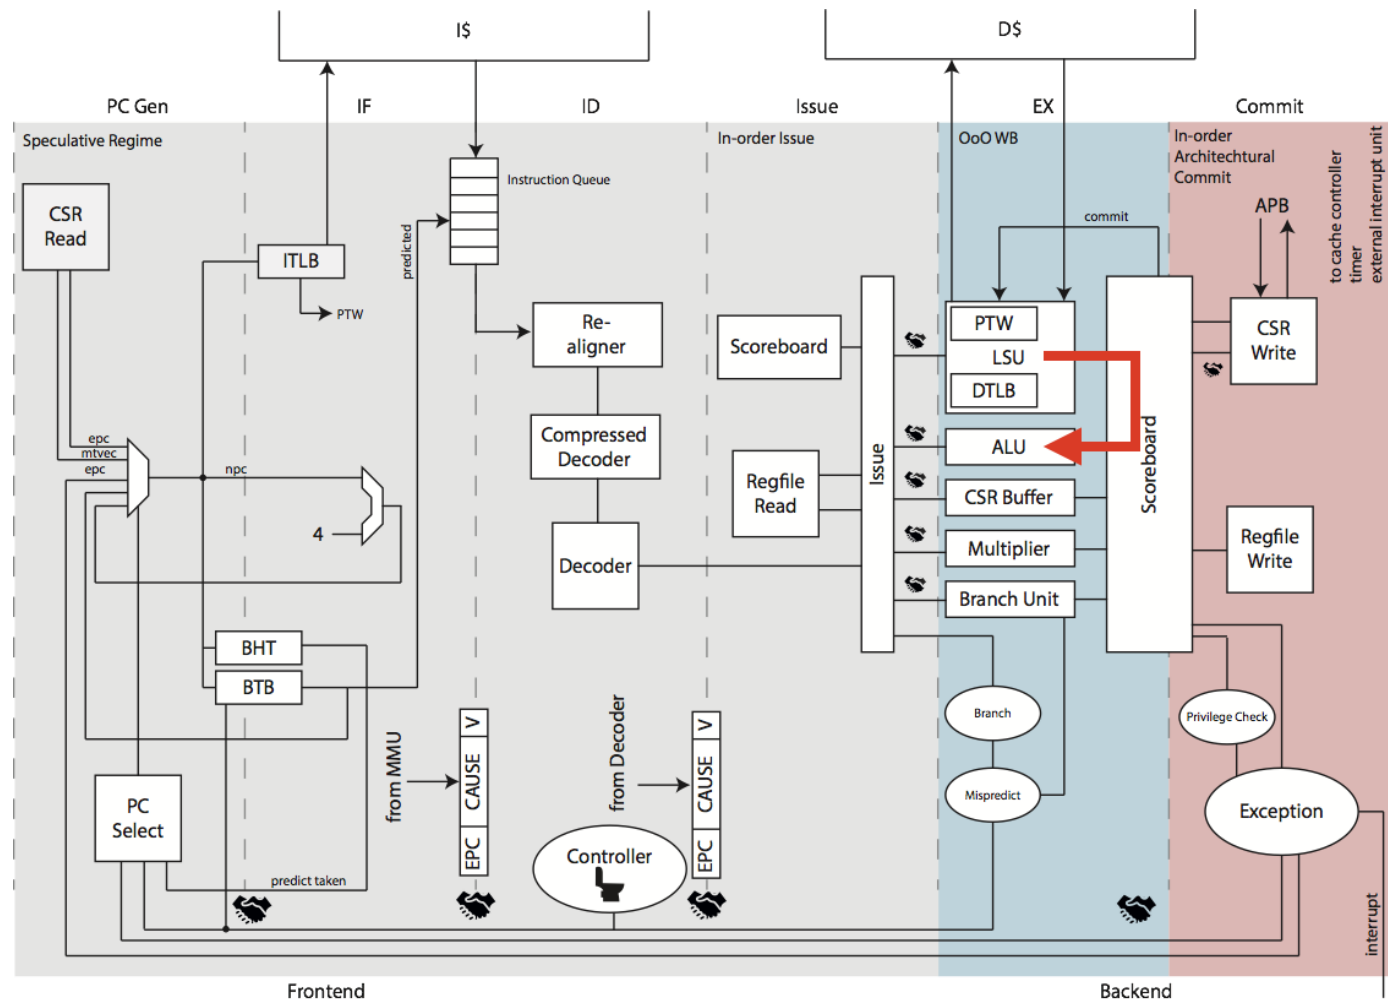 I$
D$
PC Gen
IF
ID
Issue
EX
Commit
Speculative Regime
In-order Issue
OoO WB
In-order
Architechtural
Commit
CSR
Read
Instruction Queue
predicted
ITLB
PTW
commit
APB
to cache controller
timer
external interrupt unit
Re-
aligner
Scoreboard
PTW
LSU
DTLB
CSR
Write
epc
mtvec
epc
npc
4
Compressed
Decoder
Regfile
Read
Issue
ALU
CSR Buffer
Multiplier
Branch Unit
Scoreboard
Regfile
Write
Decoder
BHT
BTB
PC
Select
predict taken
from MMU
V
CAUSE
EPC
from Decoder
V
CAUSE
EPC
Controller
Branch
Mispredict
Privilege Check
Exception
interrupt
Frontend
Backend